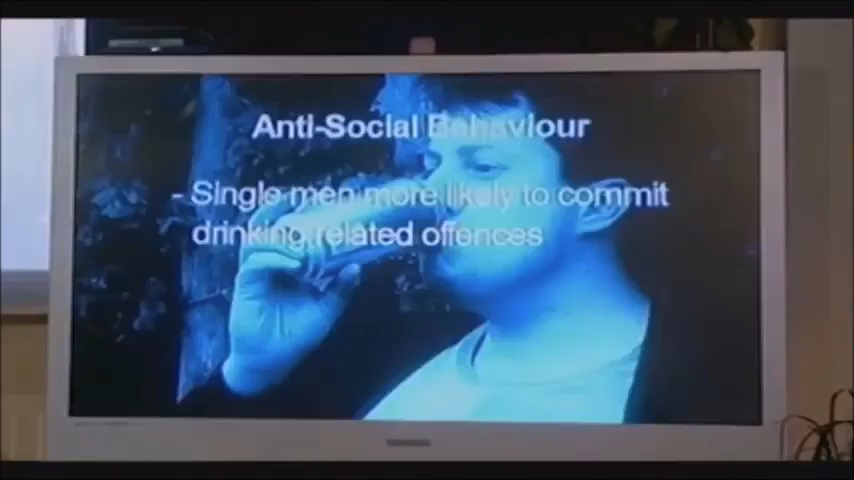 Anti-Social Behaviour
- Single men more likely to commit
drinking related offences